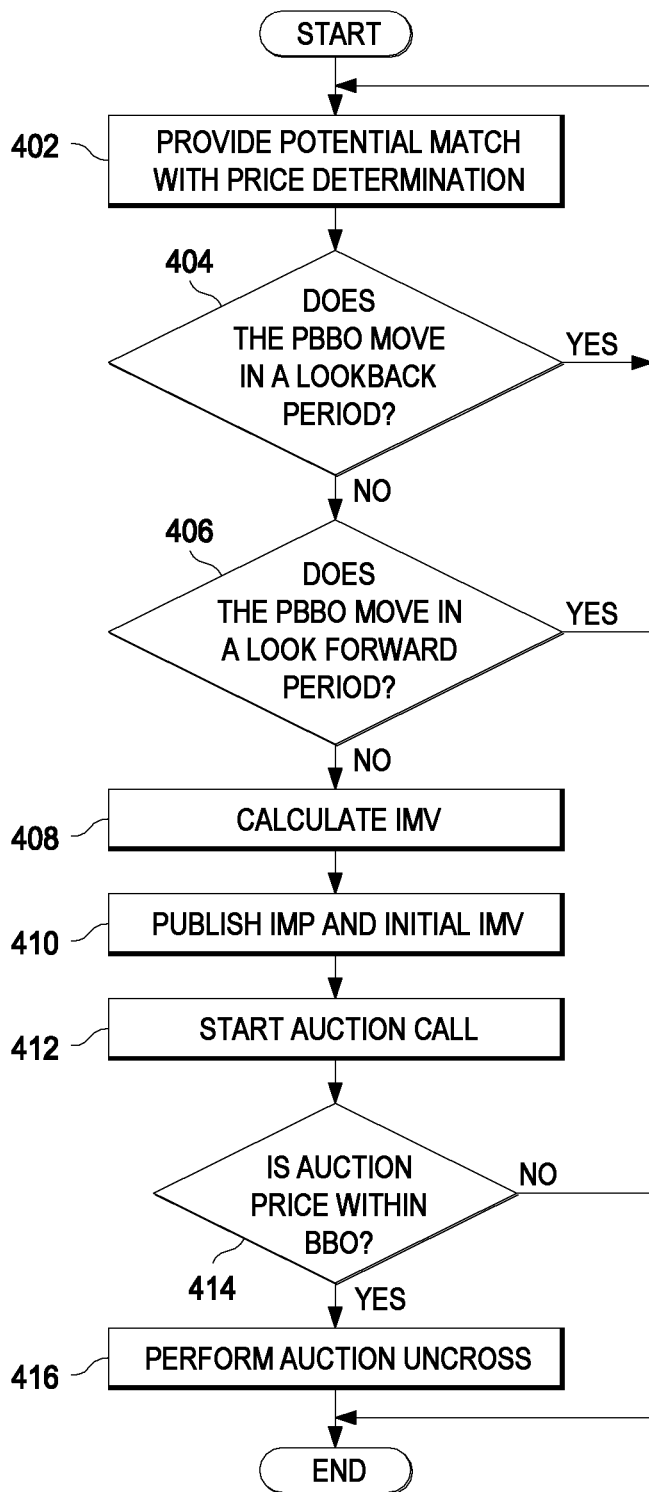 START
402
PROVIDE POTENTIAL MATCH
WITH PRICE DETERMINATION
404
DOES
THE PBBO MOVE
IN A LOOKBACK
PERIOD?
YES
NO
406
DOES
THE PBBO MOVE IN
A LOOK FORWARD
PERIOD?
YES
NO
408
CALCULATE IMV
410
PUBLISH IMP AND INITIAL IMV
412
START AUCTION CALL
IS AUCTION
PRICE WITHIN
BBO?
NO
414
YES
416
PERFORM AUCTION UNCROSS
END